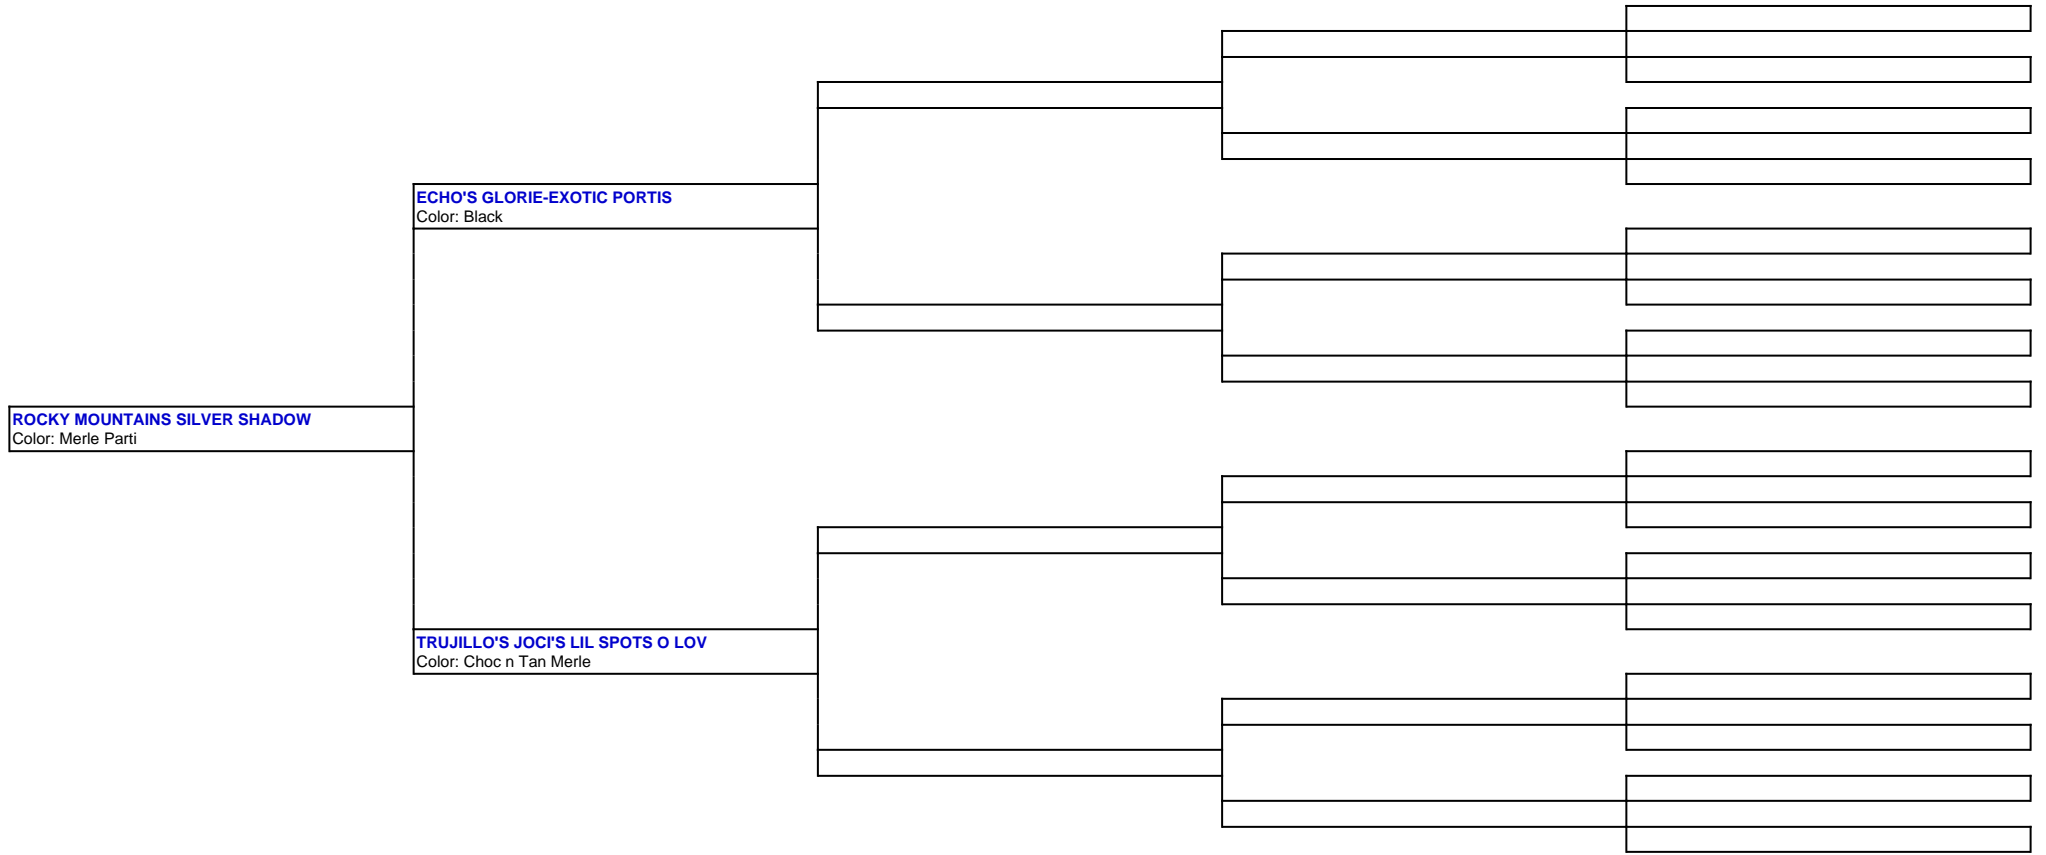 ECHO'S GLORIE-EXOTIC PORTIS
Color: Black
ROCKY MOUNTAINS SILVER SHADOW
Color: Merle Parti
TRUJILLO'S JOCI'S LIL SPOTS O LOV
Color: Choc n Tan Merle